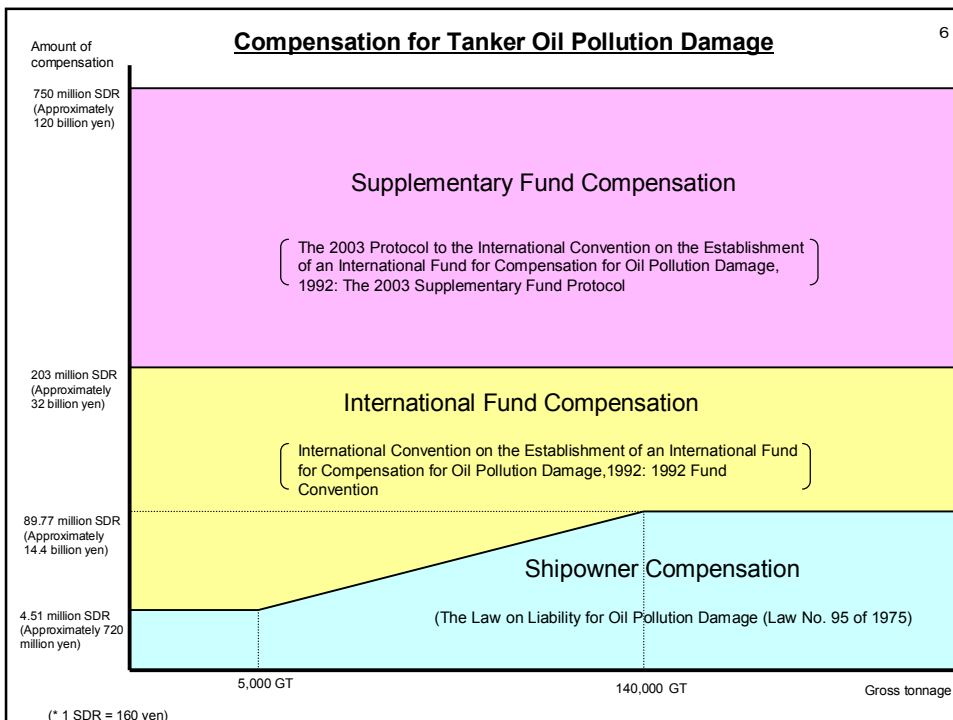 Compensation for Tanker Oil Pollution Damage
6
Amount of
compensation
750 million SDR
(Approximately
120 billion yen)
Supplementary Fund Compensation
The 2003 Protocol to the International Convention on the Establishment
of an International Fund for Compensation for Oil Pollution Damage,
1992: The 2003 Supplementary Fund Protocol
203 million SDR
(Approximately
32 billion yen)
International Fund Compensation
International Convention on the Establishment of an International Fund
for Compensation for Oil Pollution Damage,1992: 1992 Fund
Convention
89.77 million SDR
(Approximately
14.4 billion yen)
Shipowner Compensation
(The Law on Liability for Oil Pollution Damage (Law No. 95 of 1975)
4.51 million SDR
(Approximately 720
million yen)
5,000 GT
140,000 GT
Gross tonnage
(* 1 SDR = 160 yen)